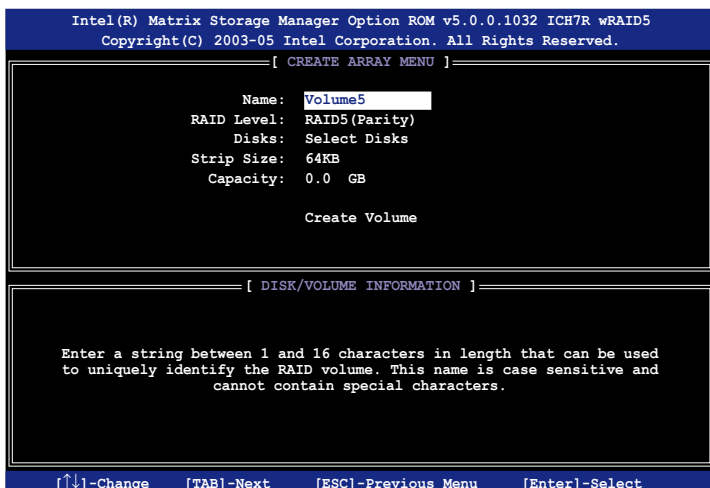 Intel(R) Matrix Storage Manager Option ROM v5.0.0.1032 ICH7R wRAID5
Copyright(C) 2003-05 Intel Corporation. All Rights Reserved.
[ CREATE ARRAY MENU ]
Name: Volume5
RAID Level: RAID5(Parity)
Disks: Select Disks
Strip Size: 64KB
Capacity: 0.0 GB
Create Volume
[ DISK/VOLUME INFORMATION ]
Enter a string between 1 and 16 characters in length that can be used
to uniquely identify the RAID volume. This name is case sensitive and
cannot contain special characters.
[↑↓]-Change [TAB]-Next [ESC]-Previous Menu [Enter]-Select